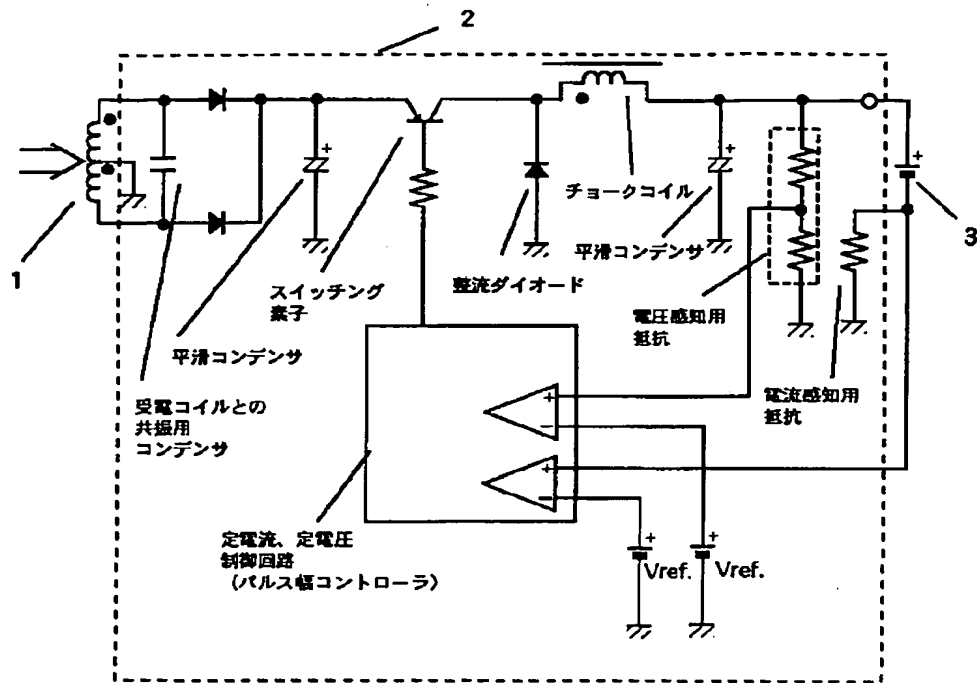 2
1
3
+
+
+
チョークコイル
平滑コンデンサ
整流ダイオード
スイッチング
素子
電圧感知用
抵抗
平滑コンデンサ
電流感知用
抵抗
受電コイルとの
共振用
コンデンサ
+
−
+
−
定電流、定電圧
制御回路
(パルス幅コントローラ)
+
Vref.
+
Vref.